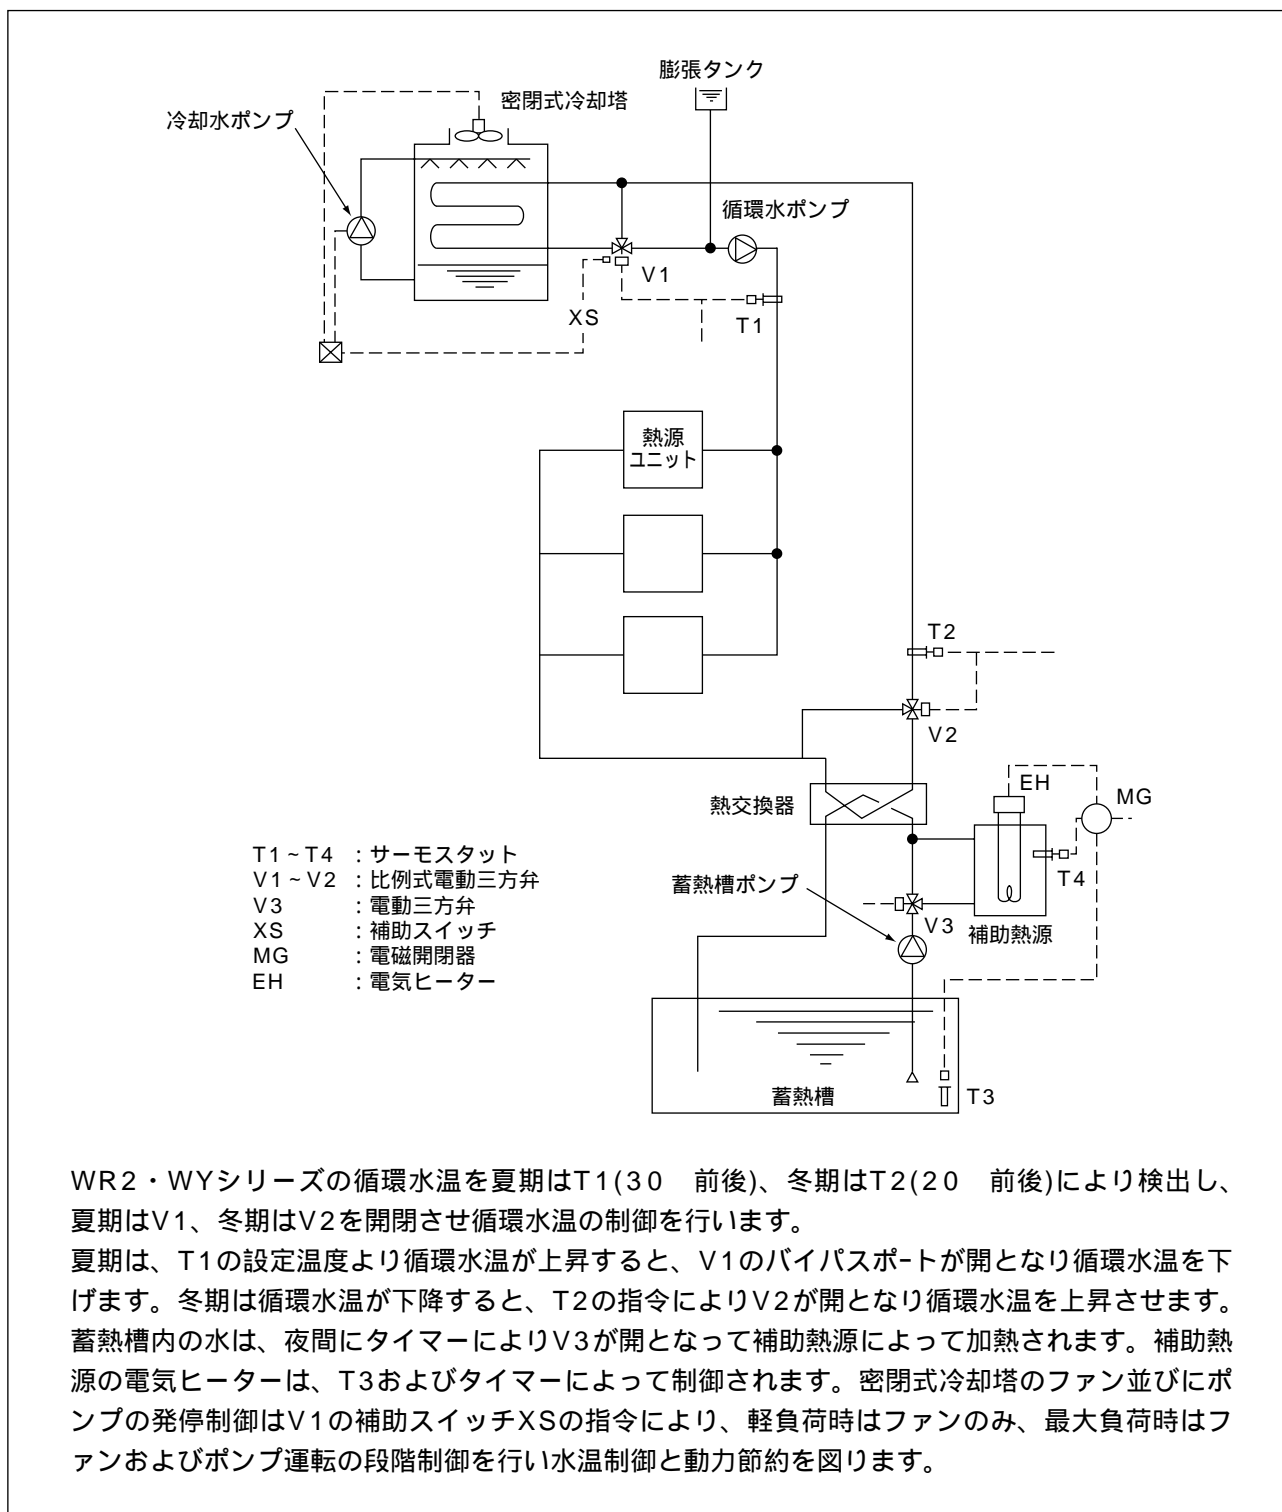 膨張タンク
密閉式冷却塔
冷却水ポンプ
循環水ポンプ
V1
XS
T1
熱源
ユニット
T2
V2
EH
MG
熱交換器
T1~T4 :サーモスタット
V1~V2:比例式電動三方弁
V3 :電動三方弁
XS :補助スイッチ
MG :電磁開閉器
EH :電気ヒーター
蓄熱槽ポンプ
T4
V3
補助熱源
蓄熱槽
T3
WR2・WYシリーズの循環水温を夏期はT1(30 前後)、冬期はT2(20 前後)により検出し、
夏期はV1、冬期はV2を開閉させ循環水温の制御を行います。
夏期は、T1の設定温度より循環水温が上昇すると、V1のバイパスポートが開となり循環水温を下
げます。冬期は循環水温が下降すると、T2の指令によりV2が開となり循環水温を上昇させます。
蓄熱槽内の水は、夜間にタイマーによりV3が開となって補助熱源によって加熱されます。補助熱
源の電気ヒーターは、T3およびタイマーによって制御されます。密閉式冷却塔のファン並びにポ
ンプの発停制御はV1の補助スイッチXSの指令により、軽負荷時はファンのみ、最大負荷時はフ
ァンおよびポンプ運転の段階制御を行い水温制御と動力節約を図ります。